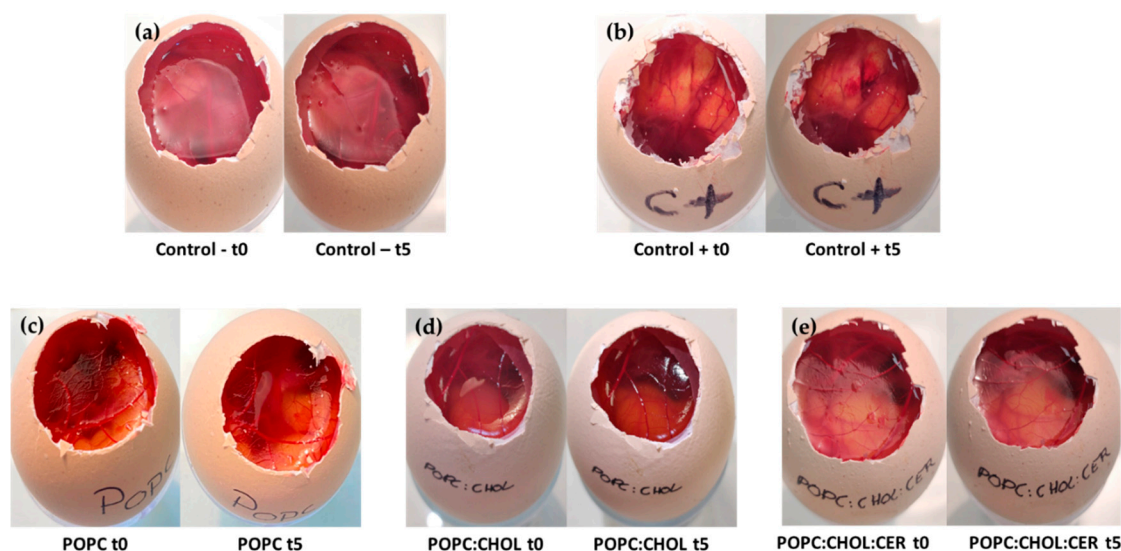 (a)
(b)
C+
C+
Control - t0
Control – t5
Control + t0
Control + t5
(c)
(d)
(e)
POPC
POPC
POPC:CHOL
POPC:CHOL
POPC:CHOL:CER
POPC:CHOL:CER
POPC t0
POPC t5
POPC:CHOL t0
POPC:CHOL t5
POPC:CHOL:CER t0
POPC:CHOL:CER t5